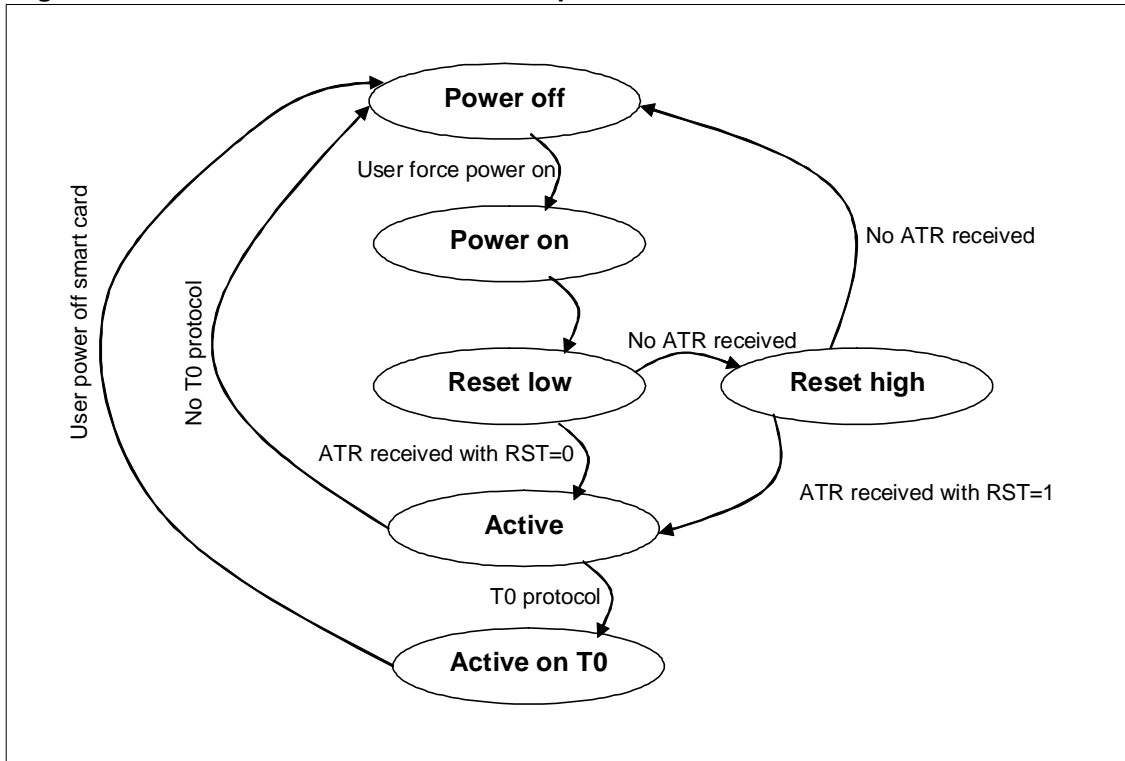 Power off
User force power on
Power on
No ATR received
No ATR received
Reset low
Reset high
User power off smart card
No T0 protocol
ATR received with RST=0
ATR received with RST=1
Active
T0 protocol
Active on T0